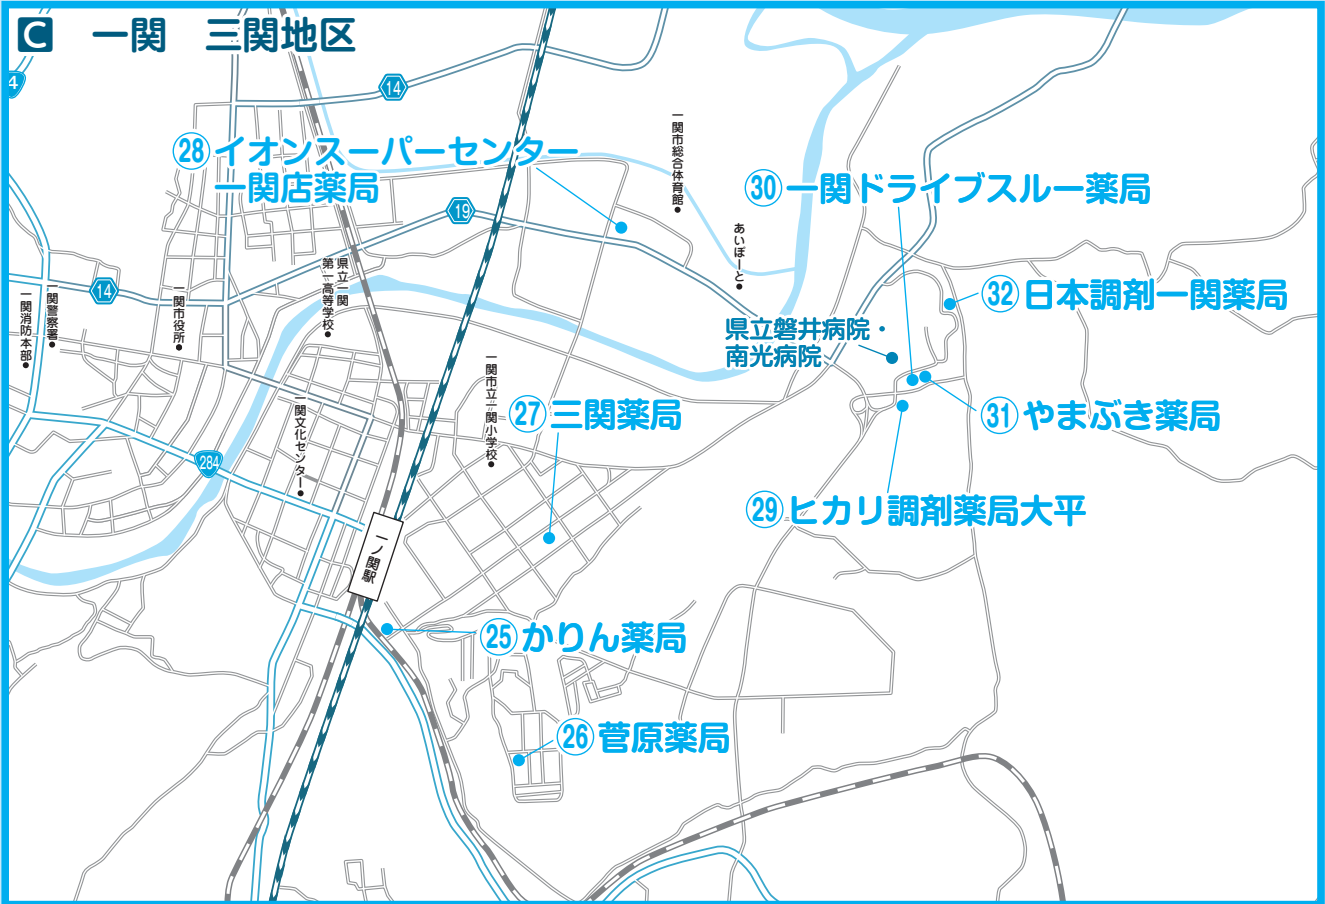 C 一関 三関地区
4
14
㉘イオンスーパーセンター
一関店薬局
一関市総合体育館
㉚一関ドライブスルー薬局
19
あいぽーと
県立一関
第一高等学校
14
一関市役所
一関警察署
一関消防本部
㉜日本調剤一関薬局
県立磐井病院・
南光病院
一関市立一関小学校
㉗三関薬局
一関文化センター
㉛やまぶき薬局
284
㉙ヒカリ調剤薬局大平
一ノ関駅
㉕かりん薬局
㉖菅原薬局